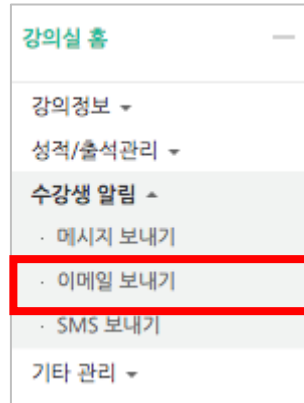 강의실 홈
강의정보
성적/출석관리
수강생 알림
· 메시지 보내기
· 이메일 보내기
· SMS 보내기
기타 관리